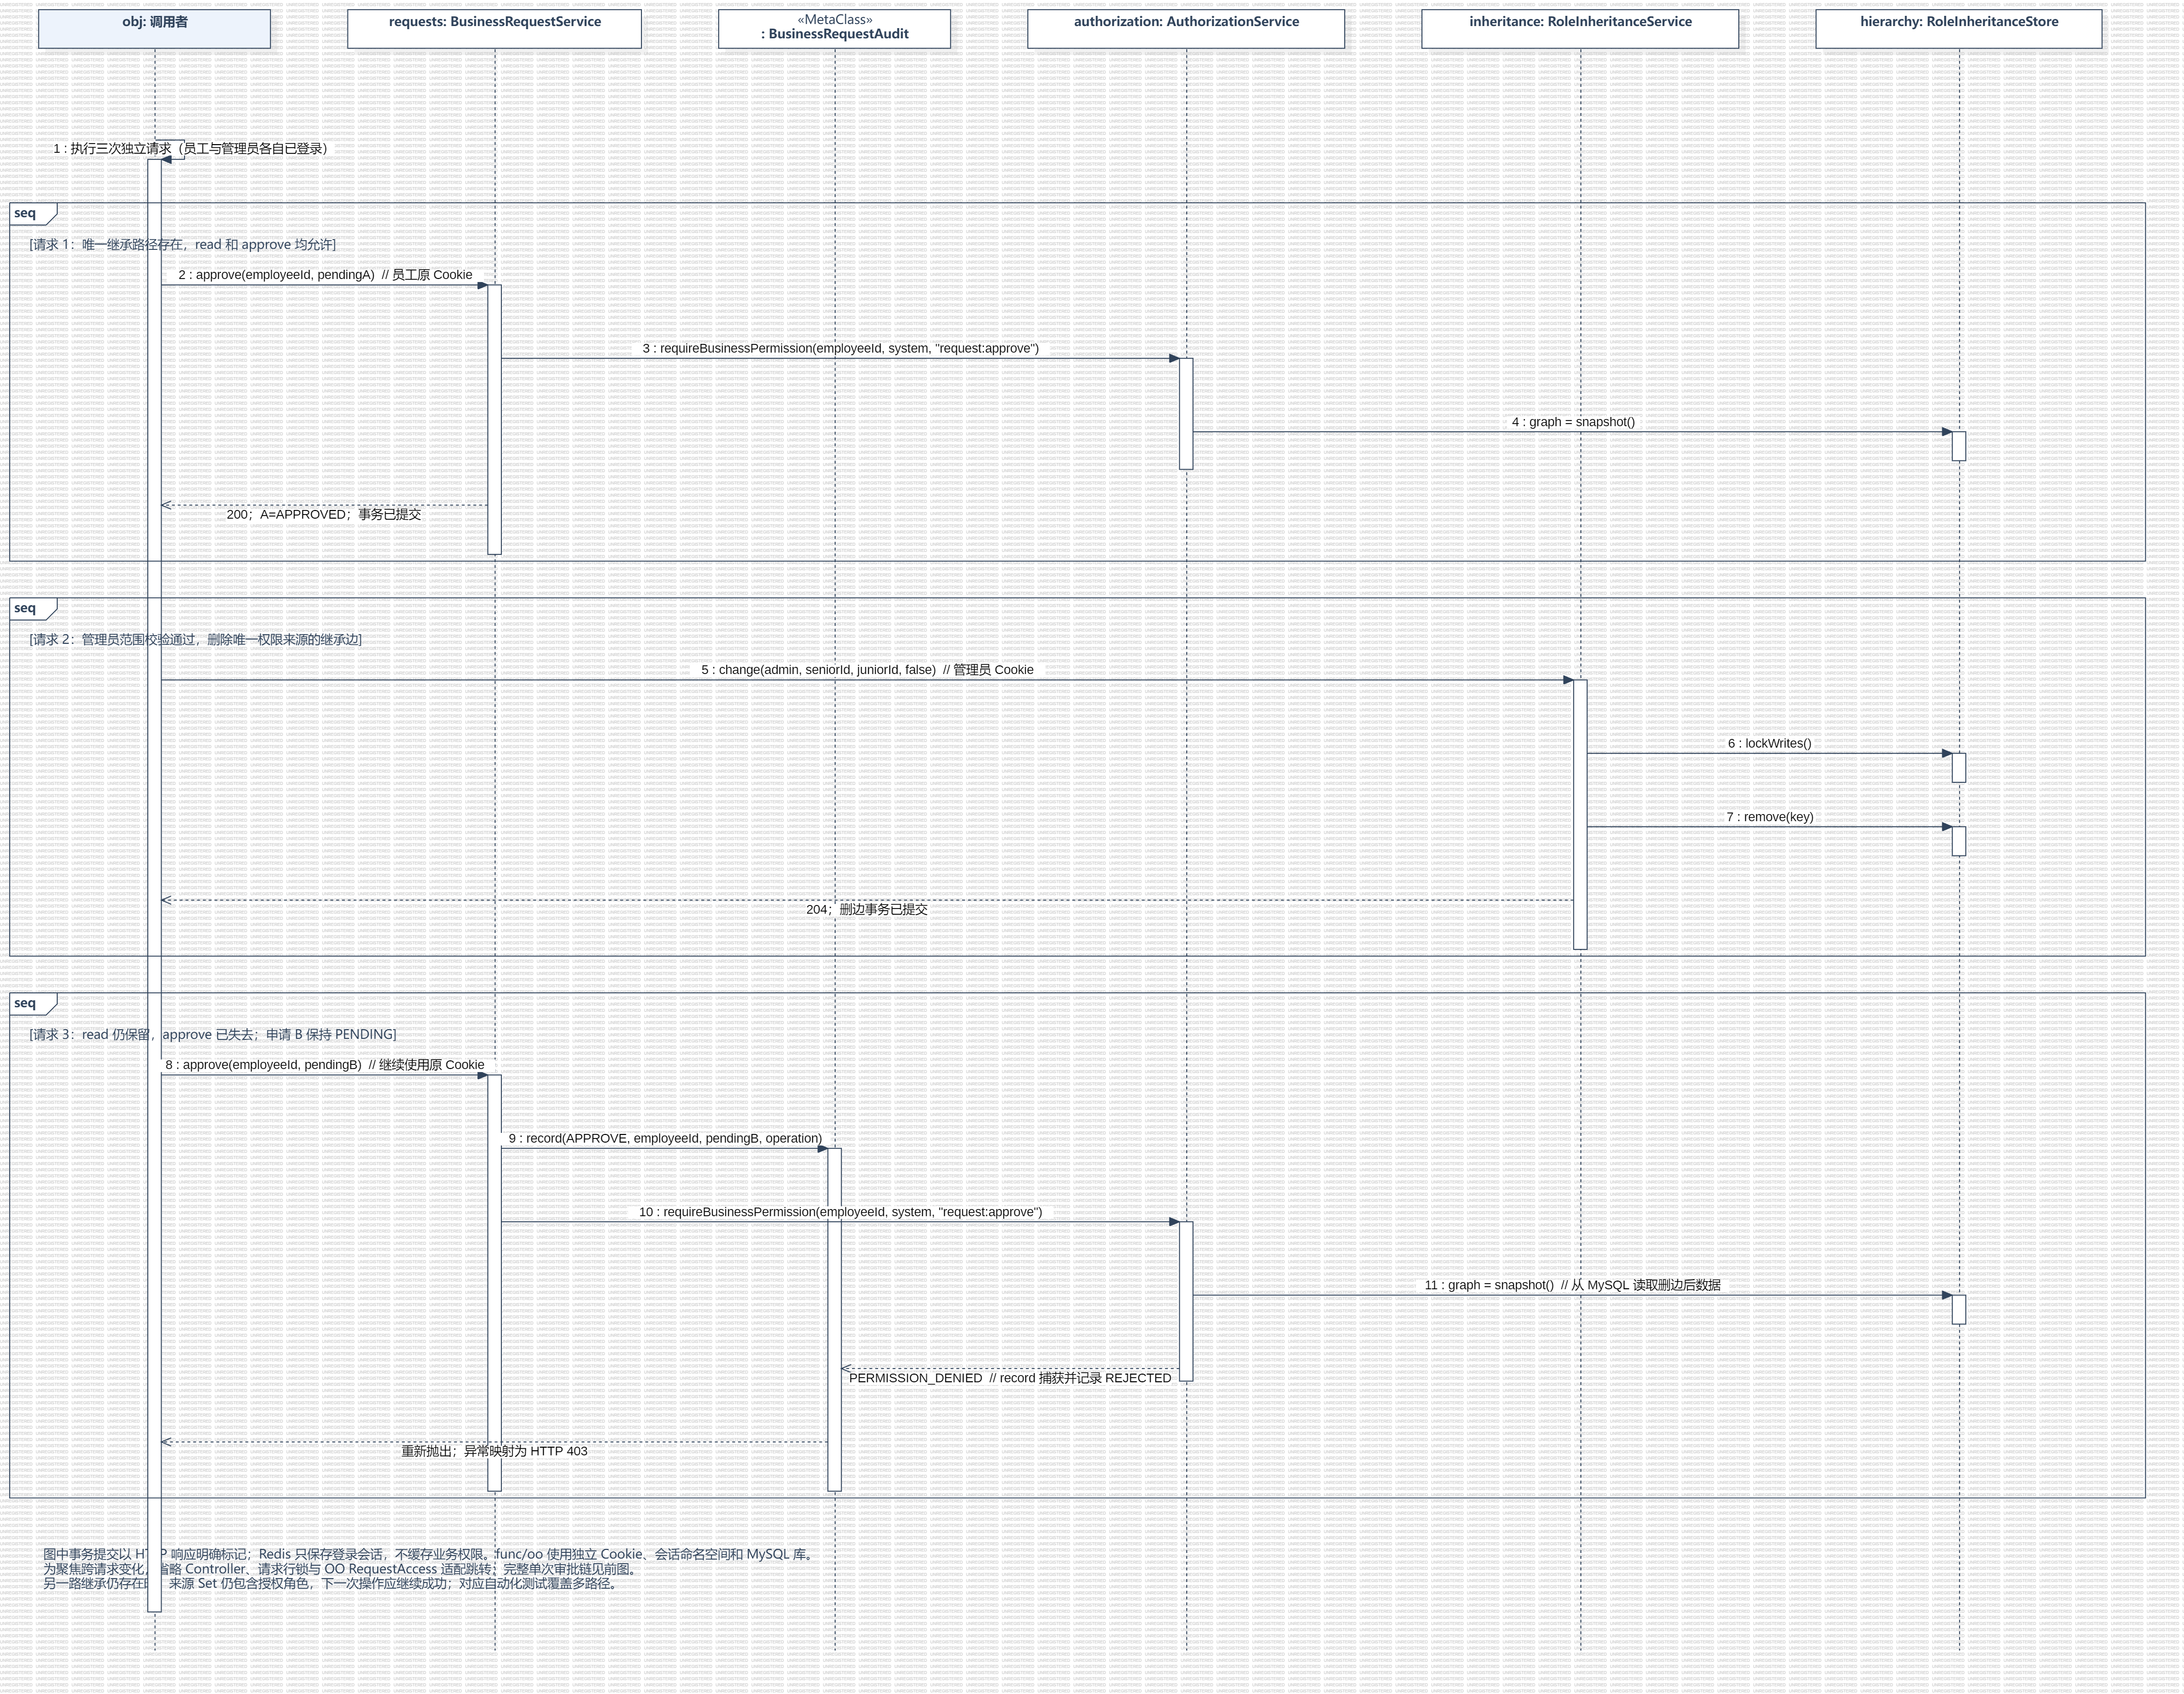 obj: 调用者
requests: BusinessRequestService
«MetaClass»
: BusinessRequestAudit
authorization: AuthorizationService
inheritance: RoleInheritanceService
hierarchy: RoleInheritanceStore
1 : 执行三次独立请求（员工与管理员各自已登录）
seq
[请求 1：唯一继承路径存在，read 和 approve 均允许]
2 : approve(employeeId, pendingA)  // 员工原 Cookie
3 : requireBusinessPermission(employeeId, system, "request:approve")
4 : graph = snapshot()
200；A=APPROVED；事务已提交
seq
[请求 2：管理员范围校验通过，删除唯一权限来源的继承边]
5 : change(admin, seniorId, juniorId, false)  // 管理员 Cookie
6 : lockWrites()
7 : remove(key)
204；删边事务已提交
seq
[请求 3：read 仍保留，approve 已失去；申请 B 保持 PENDING]
8 : approve(employeeId, pendingB)  // 继续使用原 Cookie
9 : record(APPROVE, employeeId, pendingB, operation)
10 : requireBusinessPermission(employeeId, system, "request:approve")
11 : graph = snapshot()  // 从 MySQL 读取删边后数据
PERMISSION_DENIED  // record 捕获并记录 REJECTED
重新抛出；异常映射为 HTTP 403
图中事务提交以 HTTP 响应明确标记；Redis 只保存登录会话，不缓存业务权限。func/oo 使用独立 Cookie、会话命名空间和 MySQL 库。
为聚焦跨请求变化，省略 Controller、请求行锁与 OO RequestAccess 适配跳转；完整单次审批链见前图。
另一路继承仍存在 来源 Set 仍包含授权角色，下一次操作应继续成功；对应自动化测试覆盖多路径。